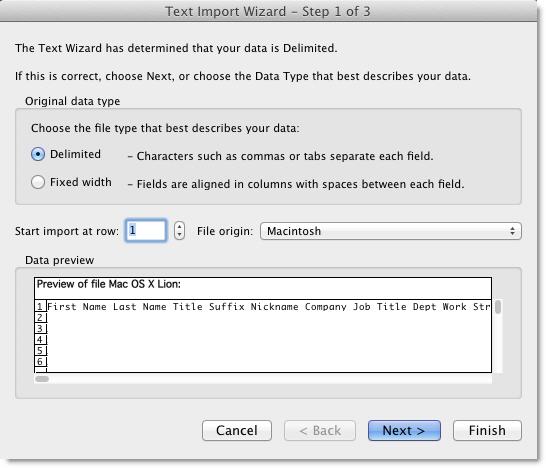 Text Import Wizard – Step 1 of 3
The Text Wizard has determined that your data is Delimited.
If this is correct, choose Next, or choose the Data Type that best describes your data.
Original data type
Choose the file type that best describes your data:
Delimited – Characters such as commas or tabs separate each field.
Fixed width – Fields are aligned in columns with spaces between each field.
Start import at row: 1 File origin: Macintosh
Data preview
Preview of file Mac OS X Lion:
1 First Name Last Name Title Suffix Nickname Company Job Title Dept Work Str
2
3
4
5
6
Cancel < Back Next > Finish